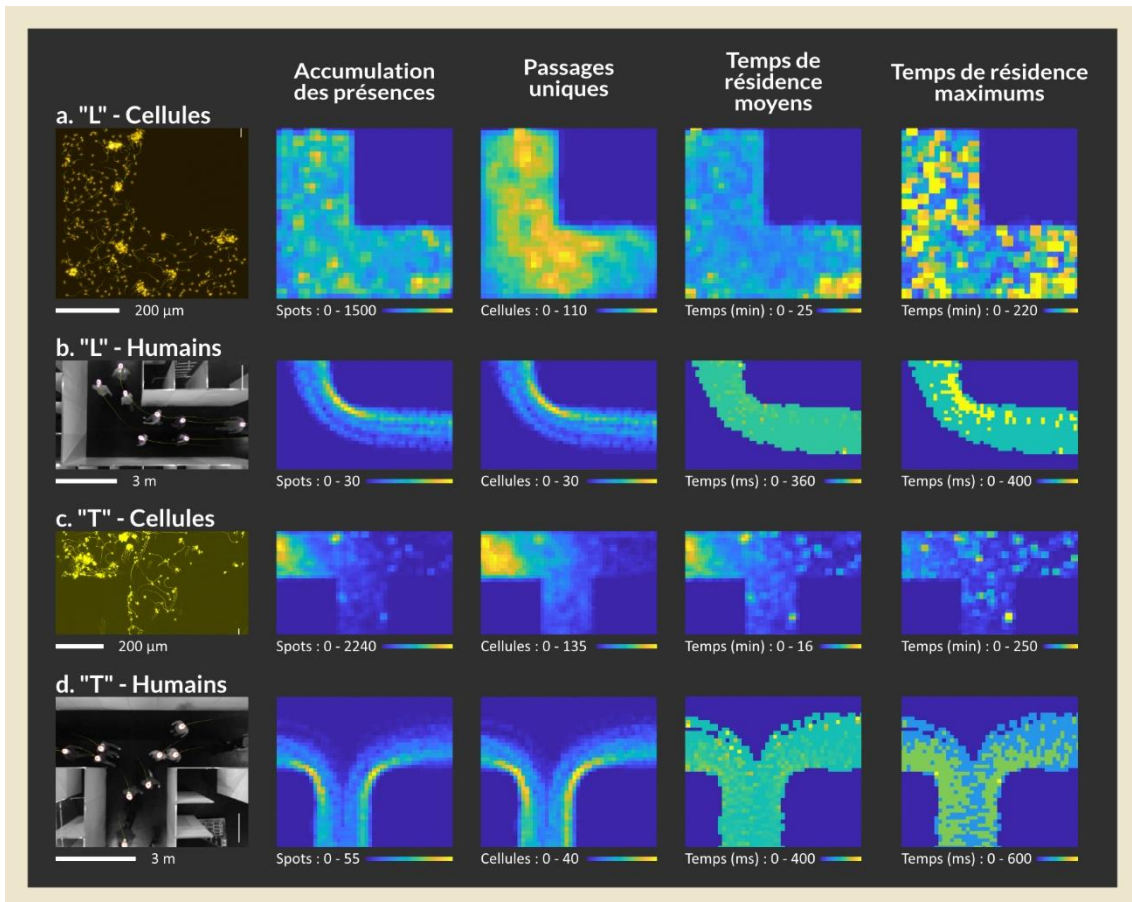 Accumulation
des présences
Passages
uniques
Temps de
résidence
moyens
Temps de résidence
maximums
a. "L" - Cellules
200 µm
Spots : 0 - 1500
Cellules : 0 - 110
Temps (min) : 0 - 25
Temps (min) : 0 - 220
b. "L" - Humains
3 m
Spots : 0 - 30
Cellules : 0 - 30
Temps (ms) : 0 - 360
Temps (ms) : 0 - 400
c. "T" - Cellules
200 µm
Spots : 0 - 2240
Cellules : 0 - 135
Temps (min) : 0 - 16
Temps (min) : 0 - 250
d. "T" - Humains
3 m
Spots : 0 - 55
Cellules : 0 - 40
Temps (ms) : 0 - 400
Temps (ms) : 0 - 600